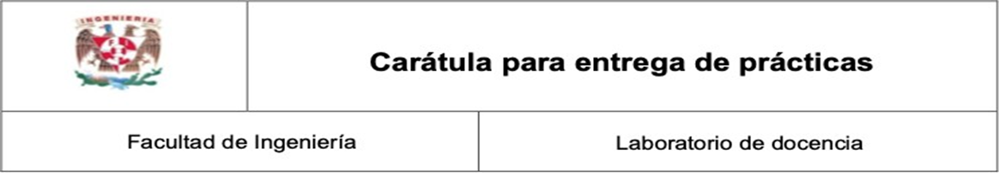 INGENIERIA
Carátula para entrega de prácticas
Facultad de Ingeniería
Laboratorio de docencia